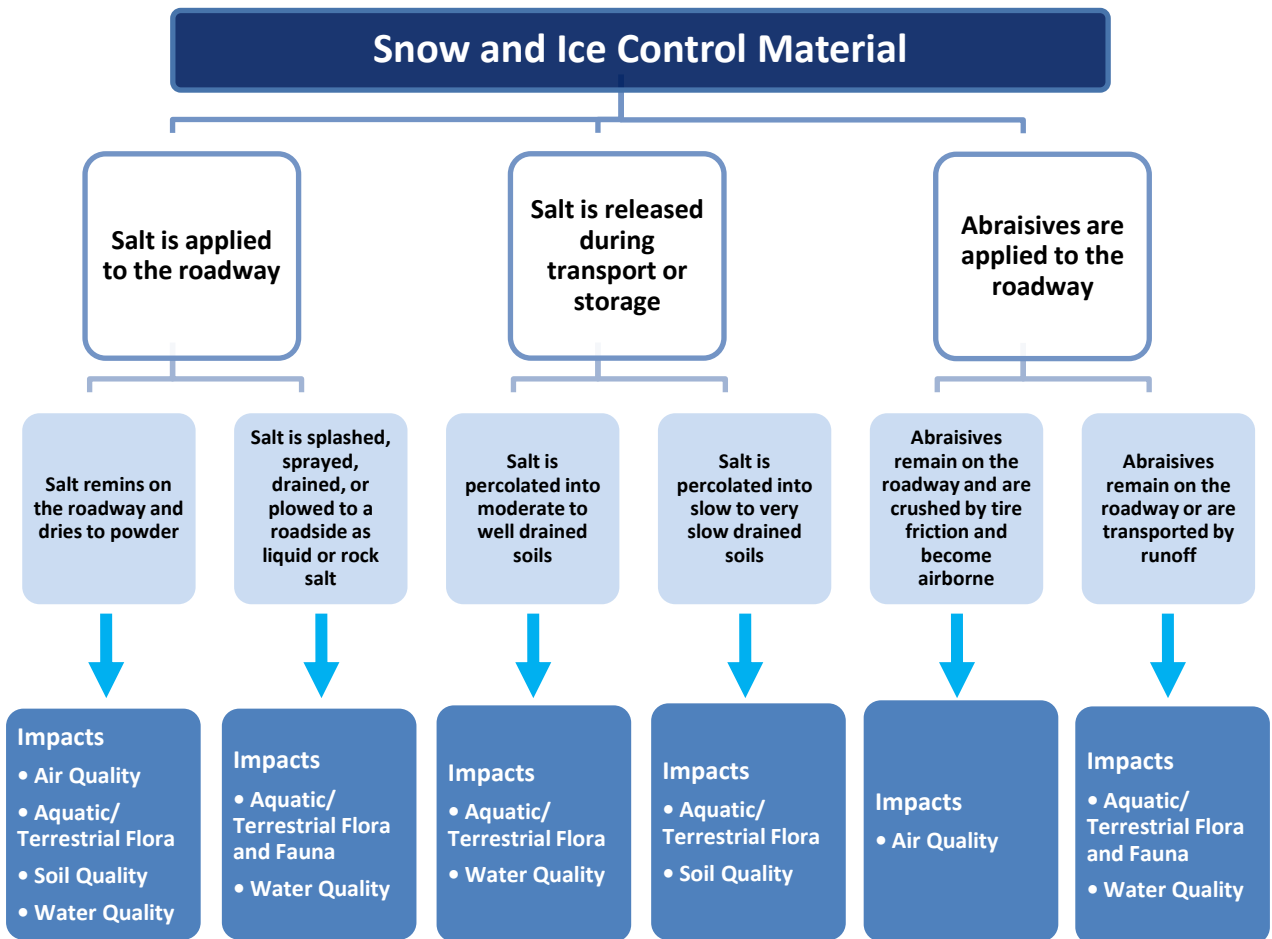 Snow and Ice Control Material
Salt is applied
to the roadway
Salt is released
during
transport or
storage
Abraisives are
applied to the
roadway
Salt remins on
the roadway and
dries to powder
Salt is splashed,
sprayed,
drained, or
plowed to a
roadside as
liquid or rock
salt
Salt is
percolated into
moderate to
well drained
soils
Salt is
percolated into
slow to very
slow drained
soils
Abraisives
remain on the
roadway and are
crushed by tire
friction and
become
airborne
Abraisives
remain on the
roadway or are
transported by
runoff
Impacts
• Air Quality
• Aquatic/
Terrestrial Flora
• Soil Quality
• Water Quality
Impacts
• Aquatic/
Terrestrial Flora
and Fauna
• Water Quality
Impacts
• Aquatic/
Terrestrial Flora
• Water Quality
Impacts
• Aquatic/
Terrestrial Flora
• Soil Quality
Impacts
• Air Quality
Impacts
• Aquatic/
Terrestrial Flora
and Fauna
• Water Quality